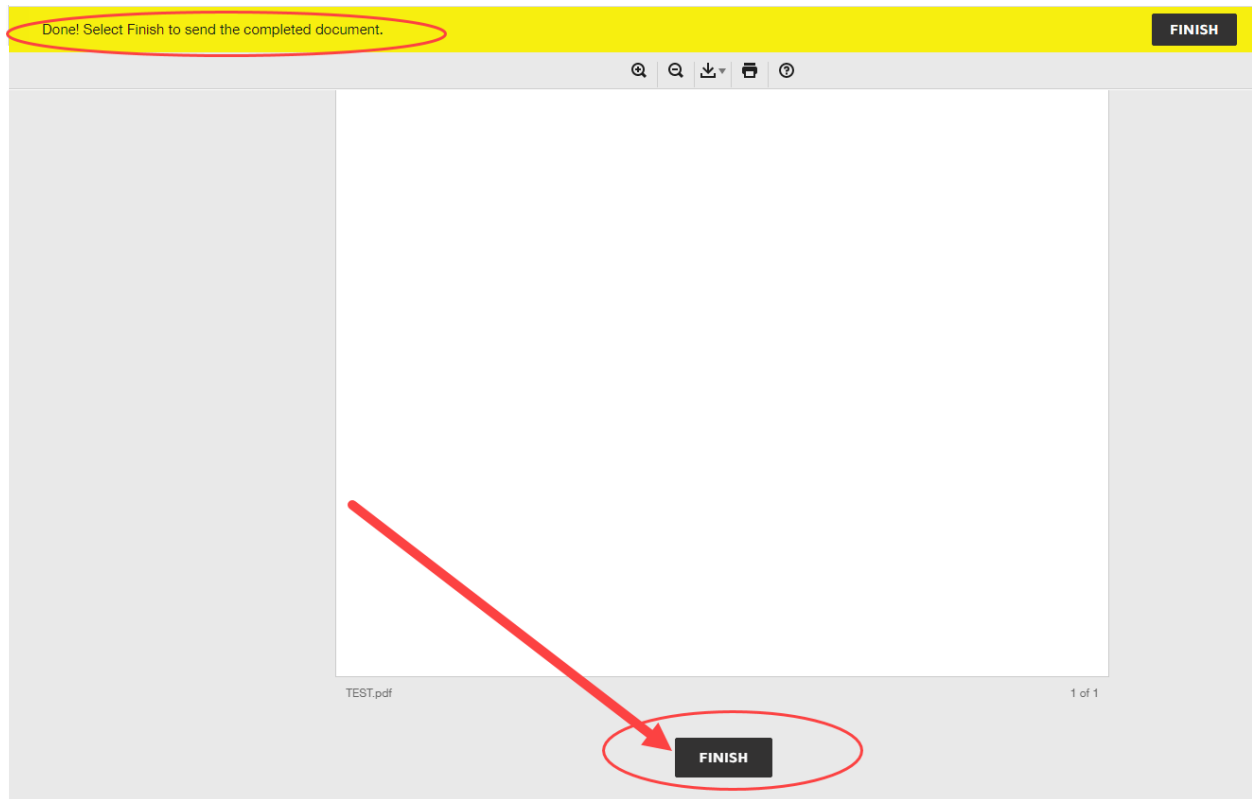 Done! Select Finish to send the completed document.
FINISH
TEST.pdf
1 of 1
FINISH